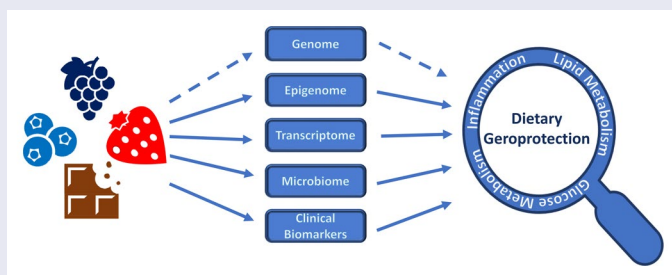 Genome
Epigenome
Transcriptome
Microbiome
Clinical
Biomarkers
Inflammation
Lipid Metabolism
Glucose Metabolism
Dietary
Geroprotection